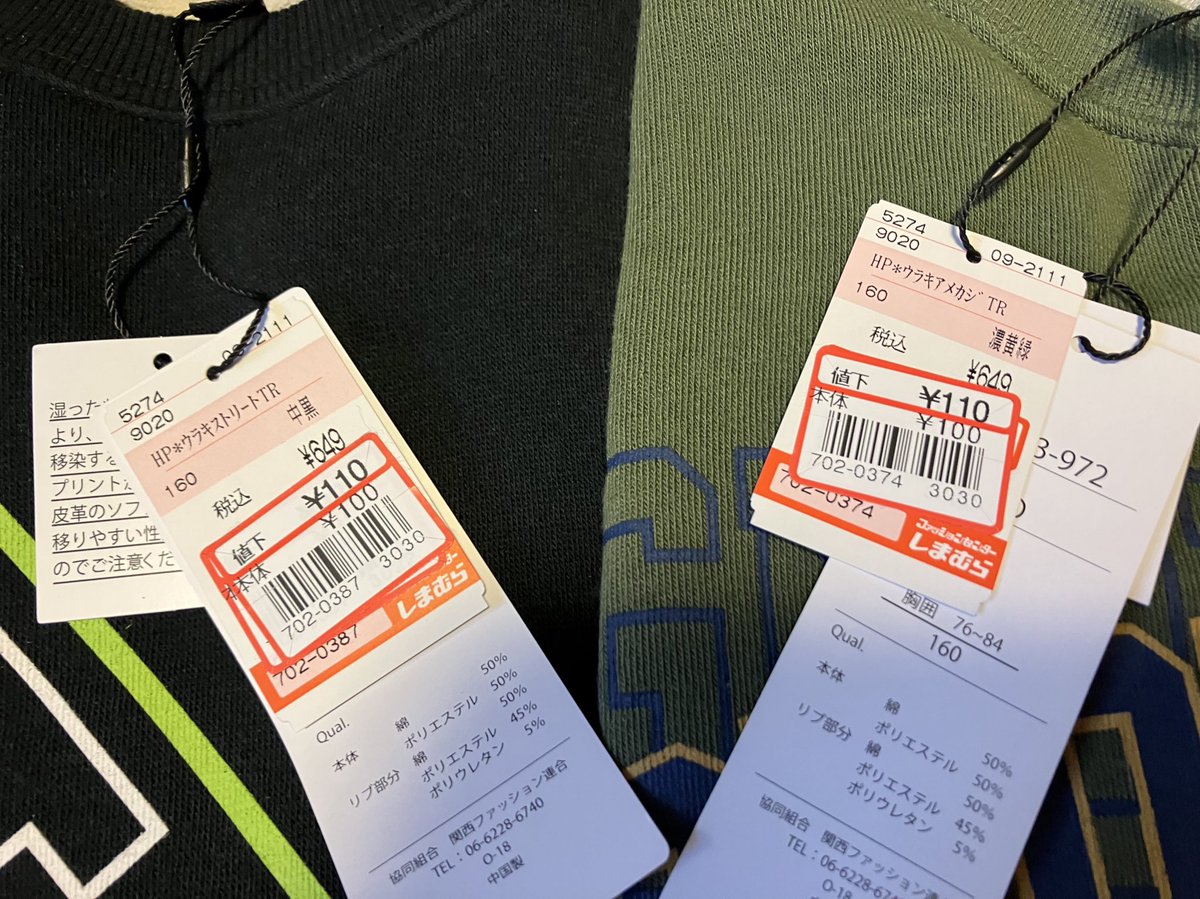 湿った
より、
移染する
プリント
皮革のソフ
移りやすい性
のでご注意くだ
5274
9020
09-2111
HP*ウラキストリートTR
160
中黒
¥649
税込
値下
¥110
本体
¥100
702-0387
3030
702-0387
しまむら
Qual.
本体
綿
50%
ポリエステル
50%
リブ部分
綿
50%
ポリエステル
45%
ポリウレタン
5%
協同組合 関西ファッション連合
TEL:06-6228-6740
O-18
中国製
5274
9020
09-2111
HP*ウラキアメカジTR
160
濃黄緑
税込
¥649
値下
¥110
本体
¥100
702-0374
3030
702-0374
ファッションセンター
しまむら
3-972
胸囲 76~84
160
Qual.
本体
綿
50%
ポリエステル
50%
リブ部分
綿
50%
ポリエステル
45%
ポリウレタン
5%
協同組合 関西ファッション連合
TEL:06-6228-6740
O-18